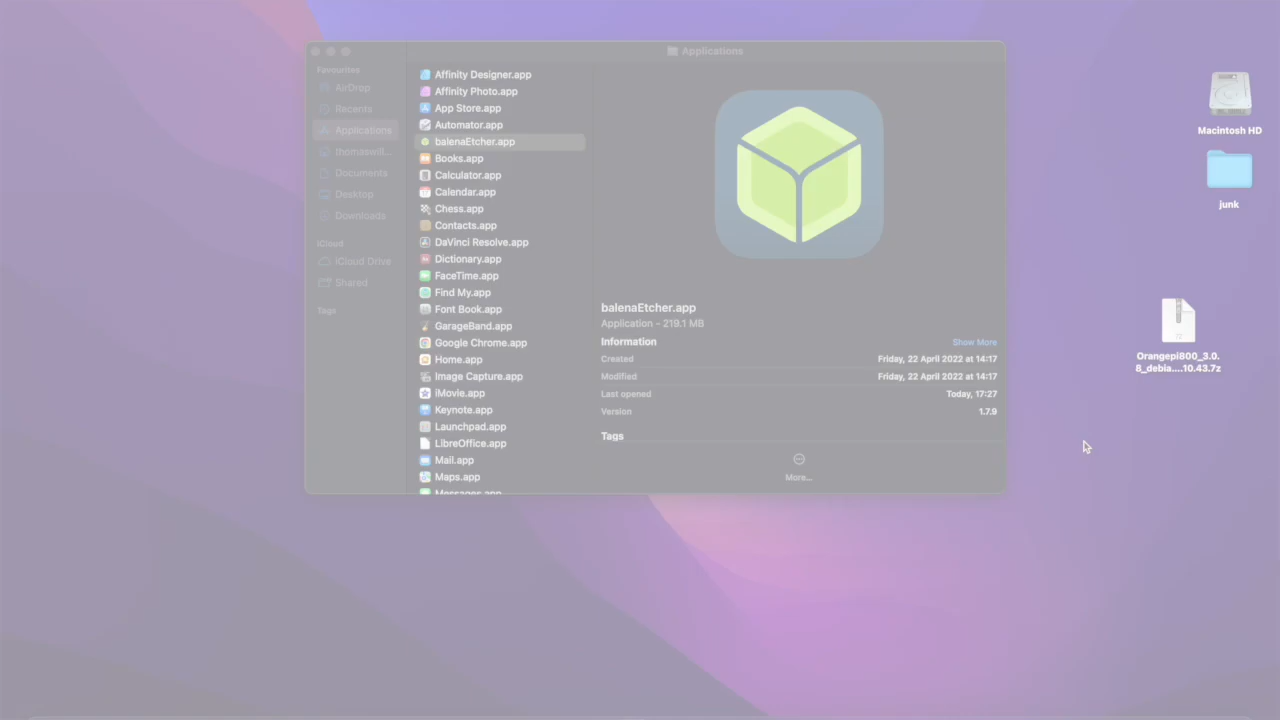 Applications
Favourites
AirDrop
Recents
Applications
thomaswill...
Documents
Desktop
Downloads
iCloud
iCloud Drive
Shared
Tags
Affinity Designer.app
Affinity Photo.app
App Store.app
Automator.app
balenaEtcher.app
Books.app
Calculator.app
Calendar.app
Chess.app
Contacts.app
DaVinci Resolve.app
Dictionary.app
FaceTime.app
Find My.app
Font Book.app
GarageBand.app
Google Chrome.app
Home.app
Image Capture.app
iMovie.app
Keynote.app
Launchpad.app
LibreOffice.app
Mail.app
Maps.app
Messages.app
balenaEtcher.app
Application – 219.1 MB
Information Show More
Created Friday, 22 April 2022 at 14:17
Modified Friday, 22 April 2022 at 14:17
Last opened Today, 17:27
Version 1.7.9
Tags
More...
Macintosh HD
junk
Orangepi800_3.0.
8_debia....10.43.7z